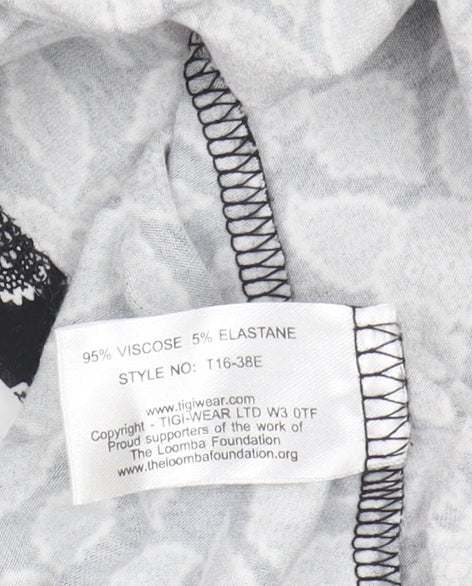 95% VISCOSE 5% ELASTANE
STYLE NO: T16-38E
www.tigiwear.com
Copyright - TIGI-WEAR LTD W3 0TF
Proud supporters of the work of
The Loomba Foundation
www.theloombafoundation.org